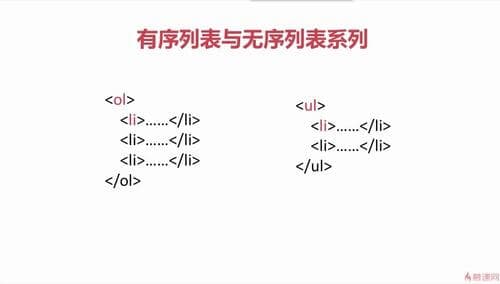 有序列表与无序列表系列
<ol>
<li>......</li>
<li>......</li>
<li>......</li>
</ol>
<ul>
<li>......</li>
<li>......</li>
</ul>
慕课网